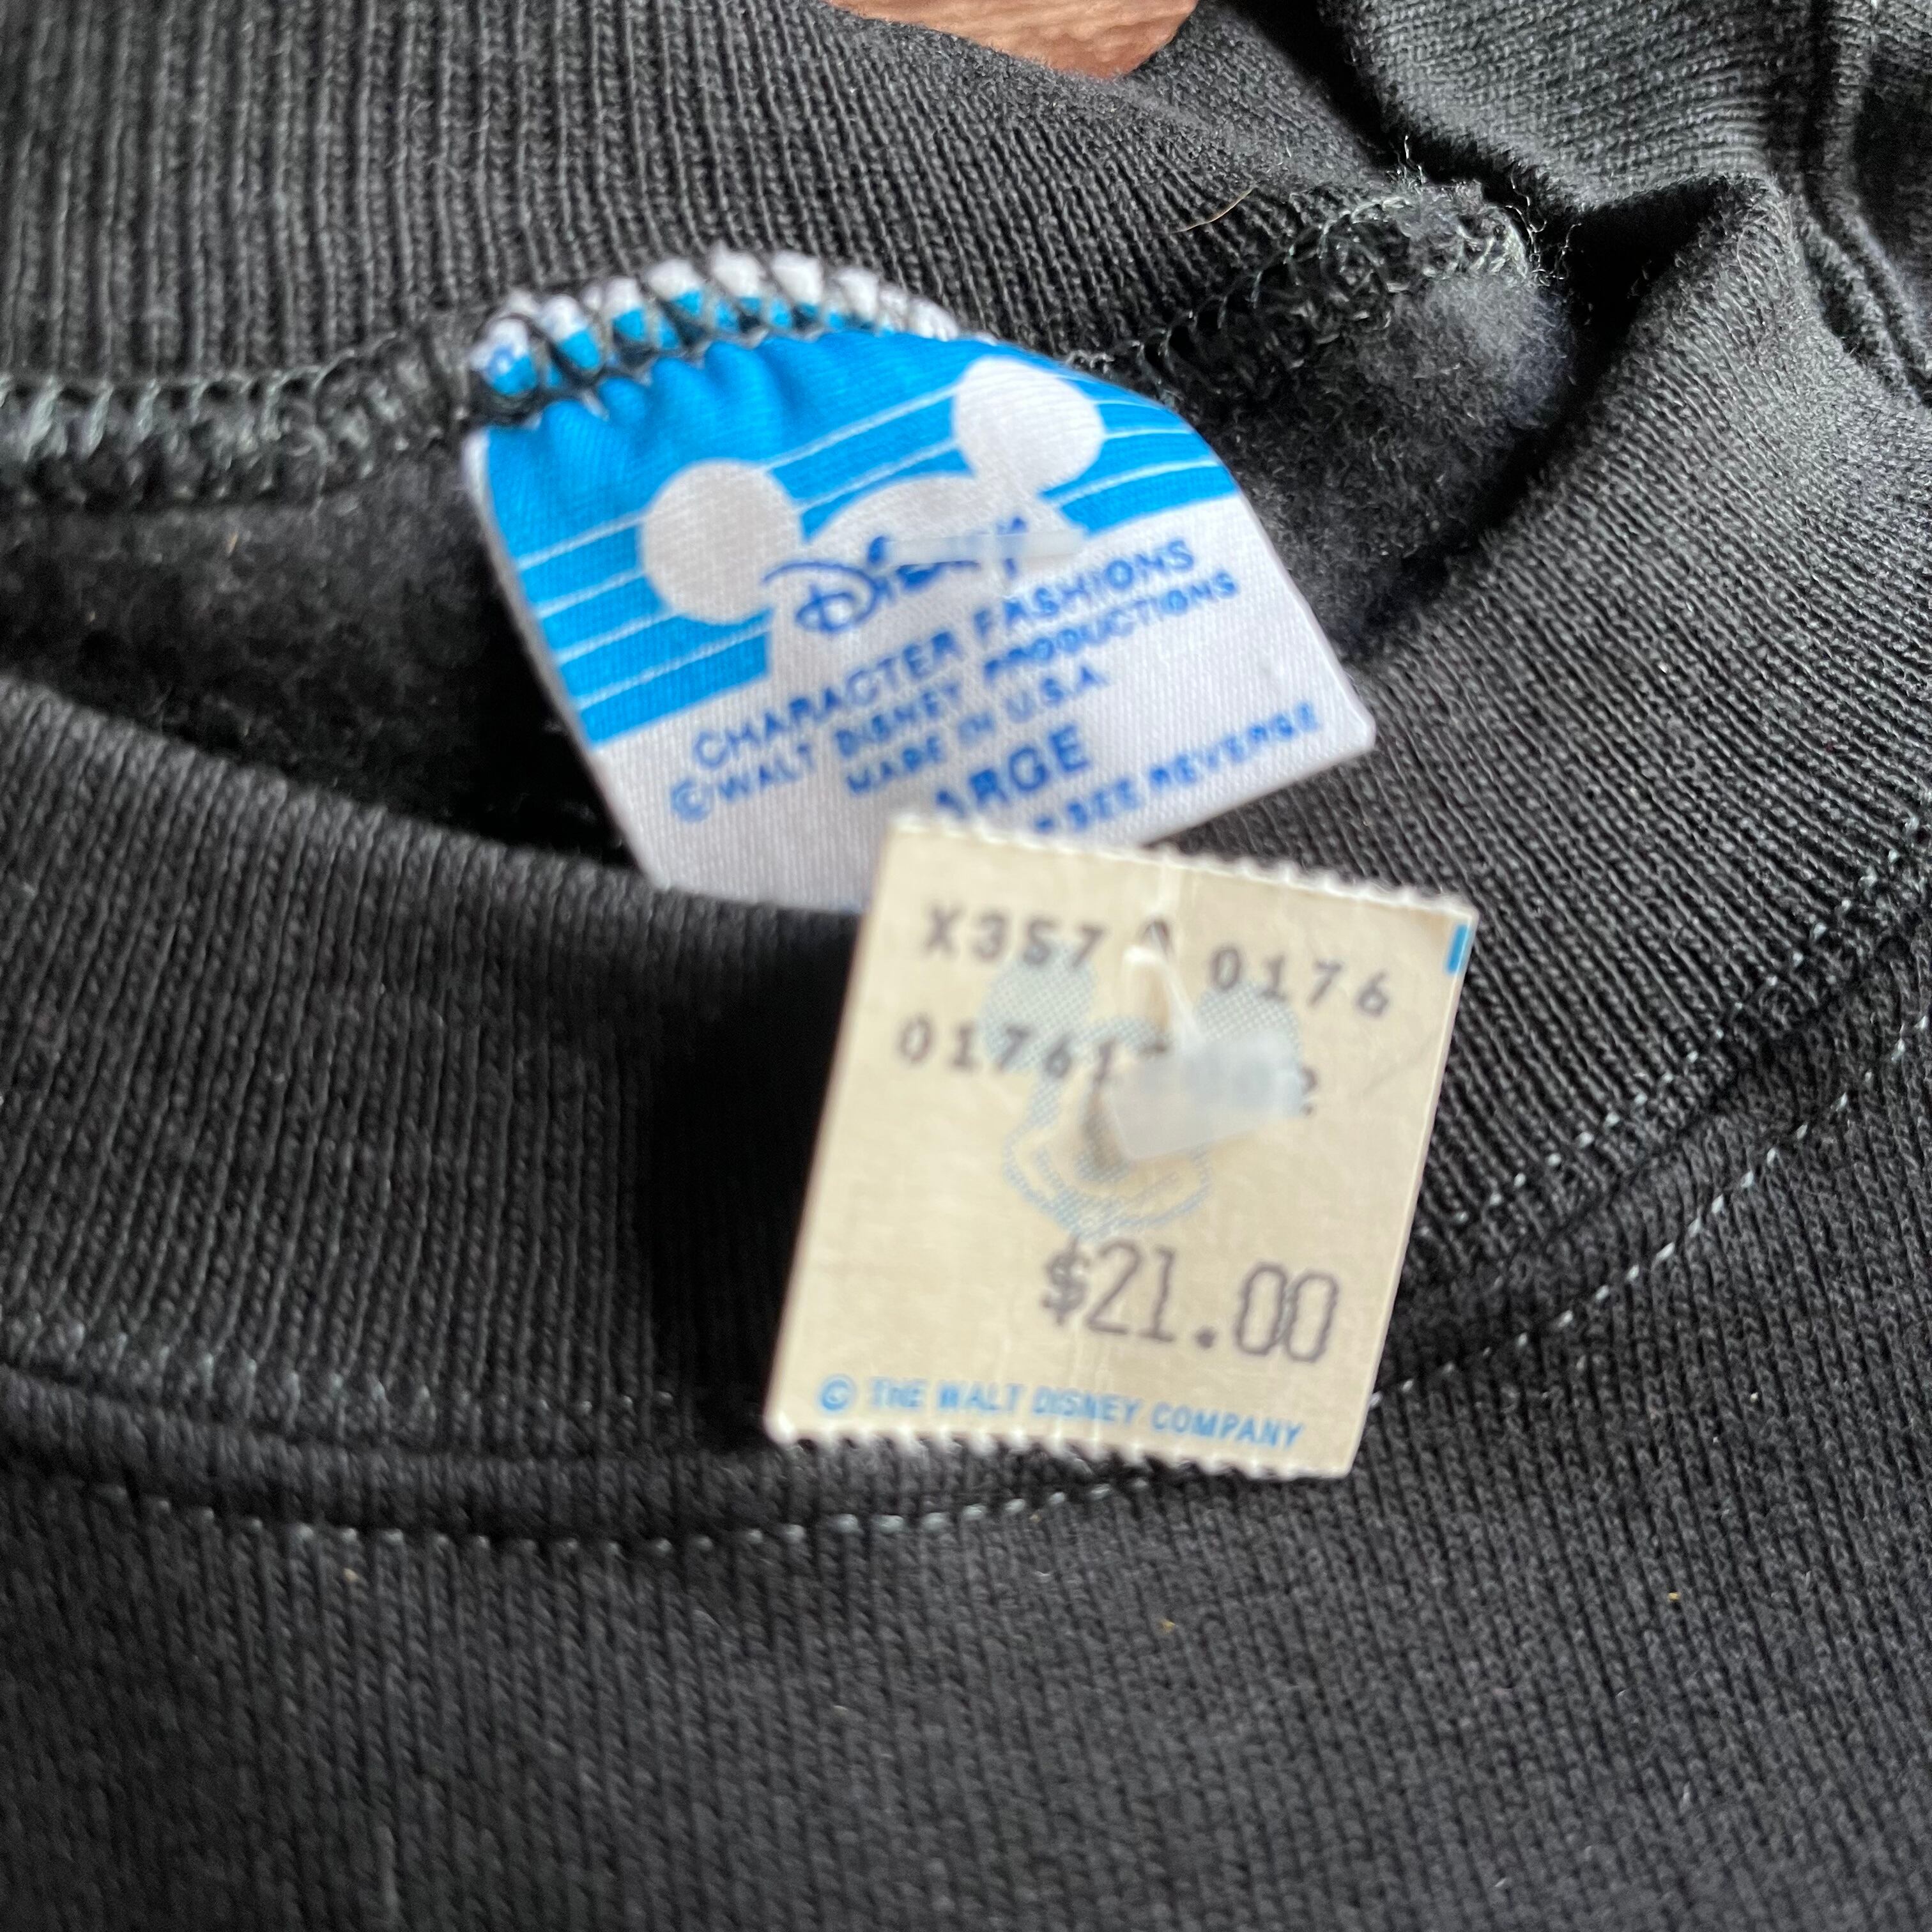 Disney
CHARACTER FASHIONS
©WALT DISNEY PRODUCTIONS
MADE IN U.S.A.
ARGE
SEE REVERSE
X357 0176
01761
$21.00
© THE WALT DISNEY COMPANY